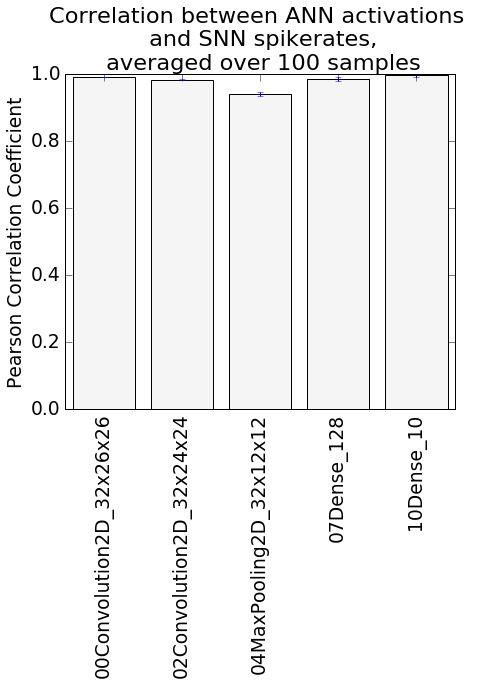 Correlation between ANN activations
and SNN spikerates,
averaged over 100 samples
Pearson Correlation Coefficient
1.0
0.8
0.6
0.4
0.2
0.0
00Convolution2D_32x26x26
02Convolution2D_32x24x24
04MaxPooling2D_32x12x12
07Dense_128
10Dense_10